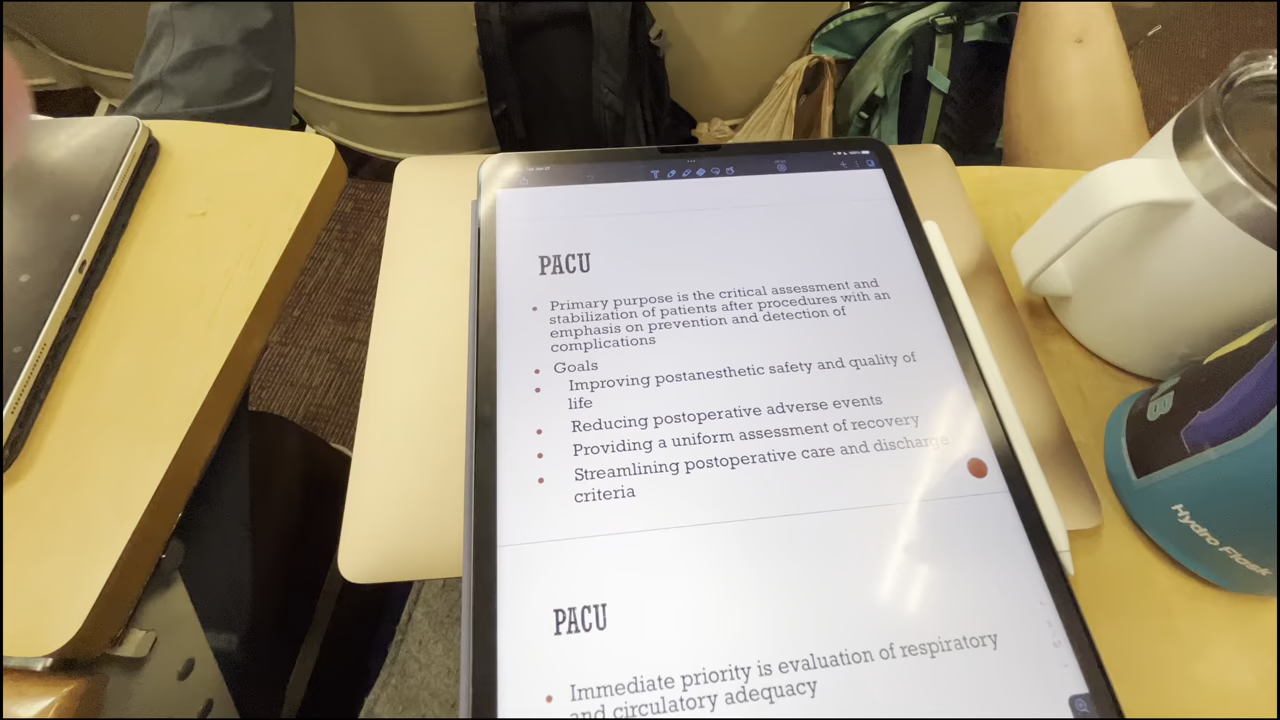 PACU
• Primary purpose is the critical assessment and
stabilization of patients after procedures with an
emphasis on prevention and detection of
complications
• Goals
• Improving postanesthetic safety and quality of
life
• Reducing postoperative adverse events
• Providing a uniform assessment of recovery
• Streamlining postoperative care and discharge
criteria
PACU
• Immediate priority is evaluation of respiratory
and circulatory adequacy
Hydro Flask